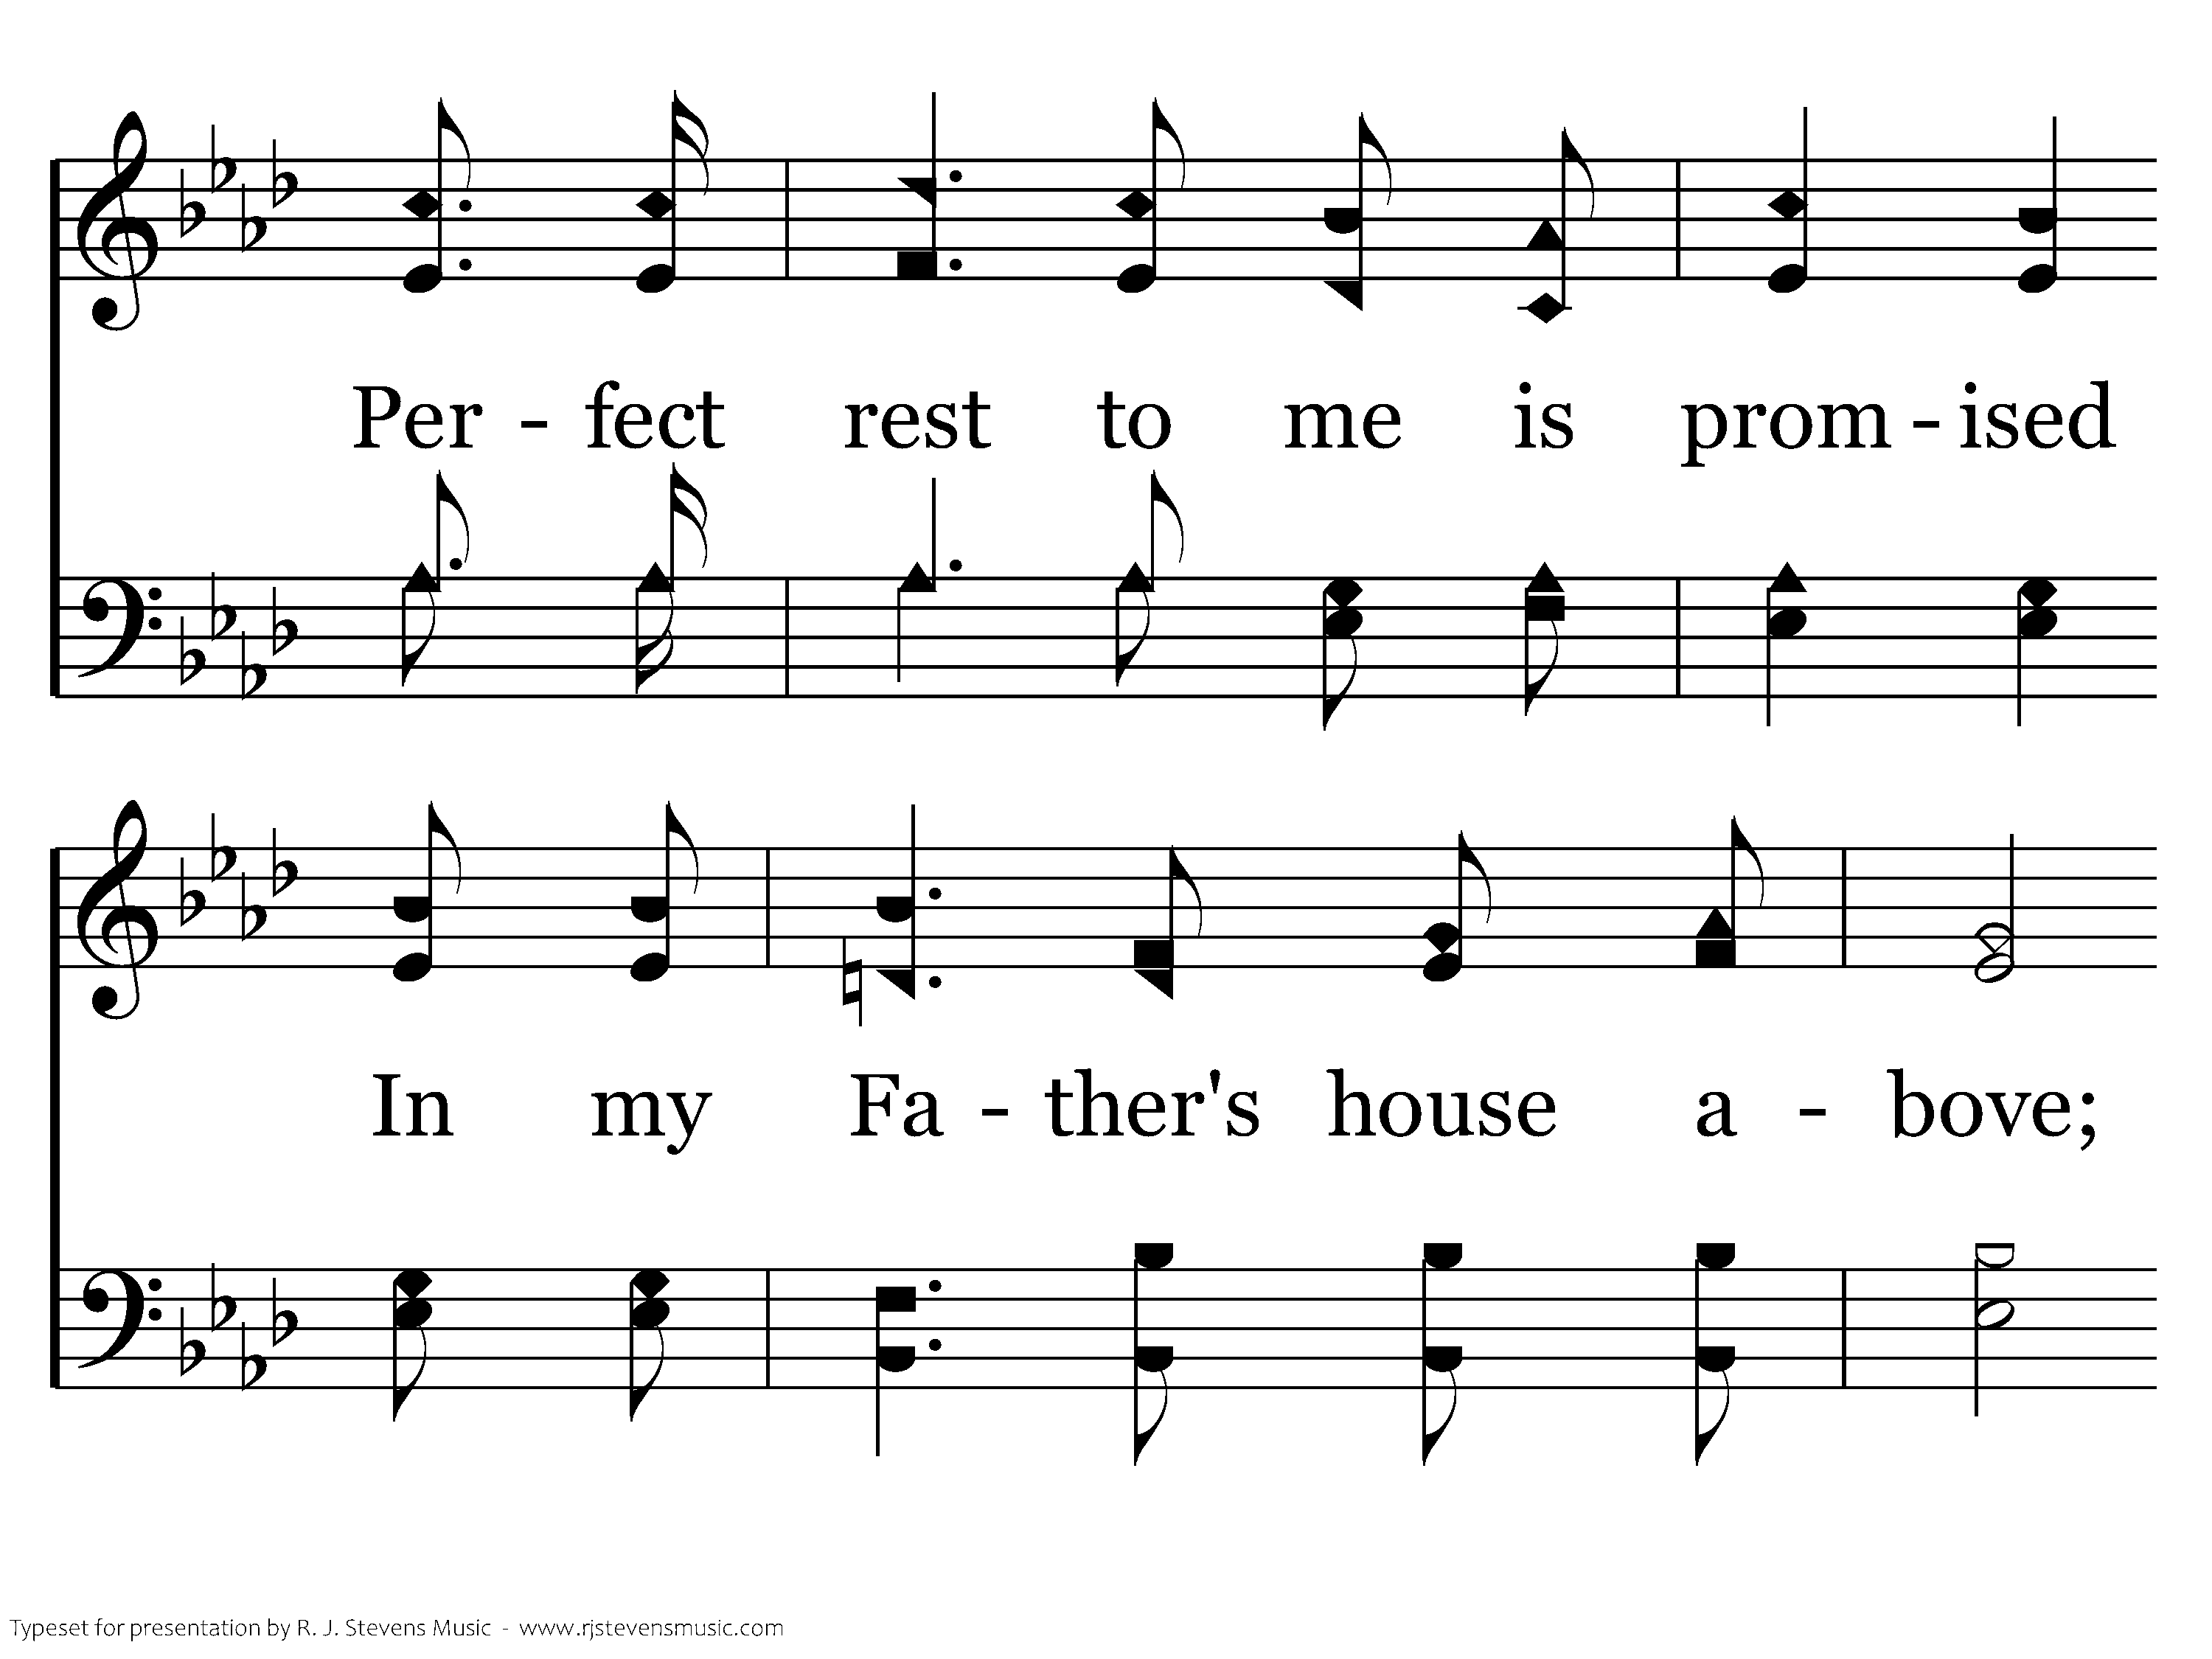 Per - fect rest to me is prom - ised
In my Fa - ther's house a - bove;
Typeset for presentation by R. J. Stevens Music - www.rjstevensmusic.com